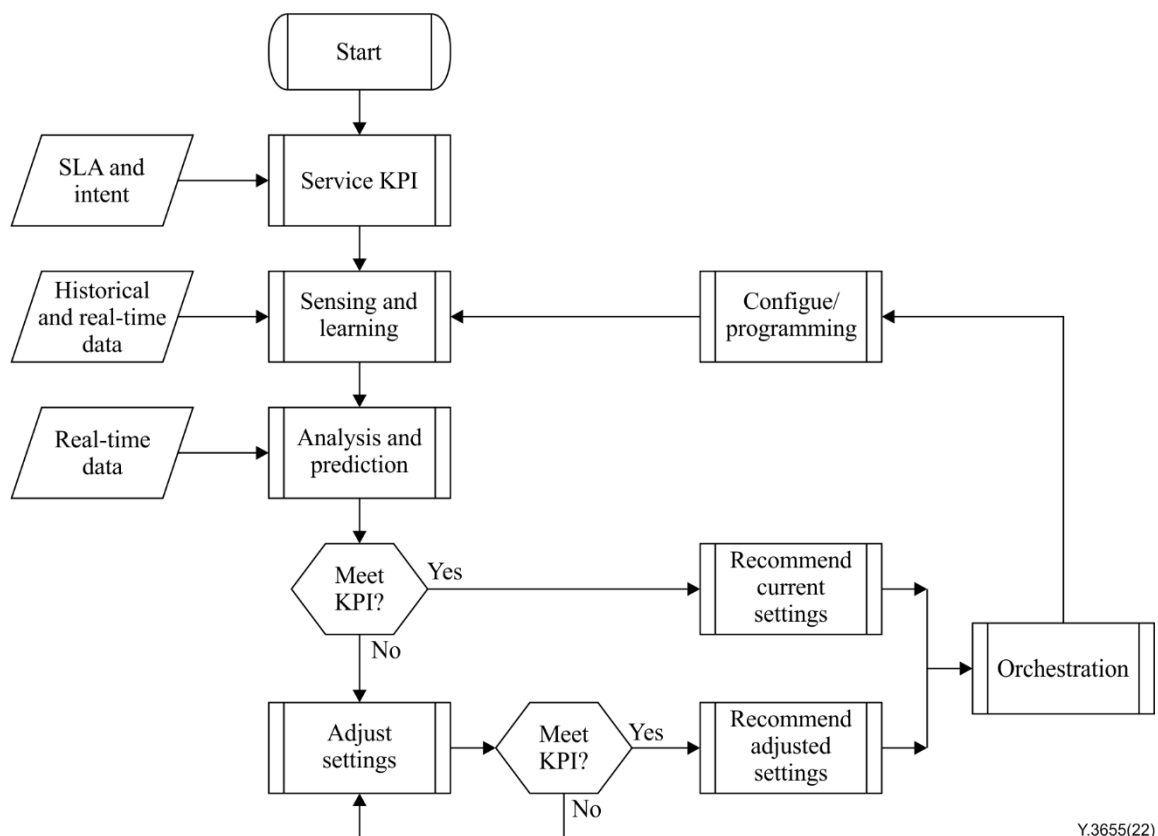 Start
SLA and
intent
Service KPI
Historical
and real-time
data
Sensing and
learning
Configue/
programming
Real-time
data
Analysis and
prediction
Meet
KPI?
Yes
No
Recommend
current
settings
Orchestration
Adjust
settings
Meet
KPI?
Yes
No
Recommend
adjusted
settings
Y.3655(22)